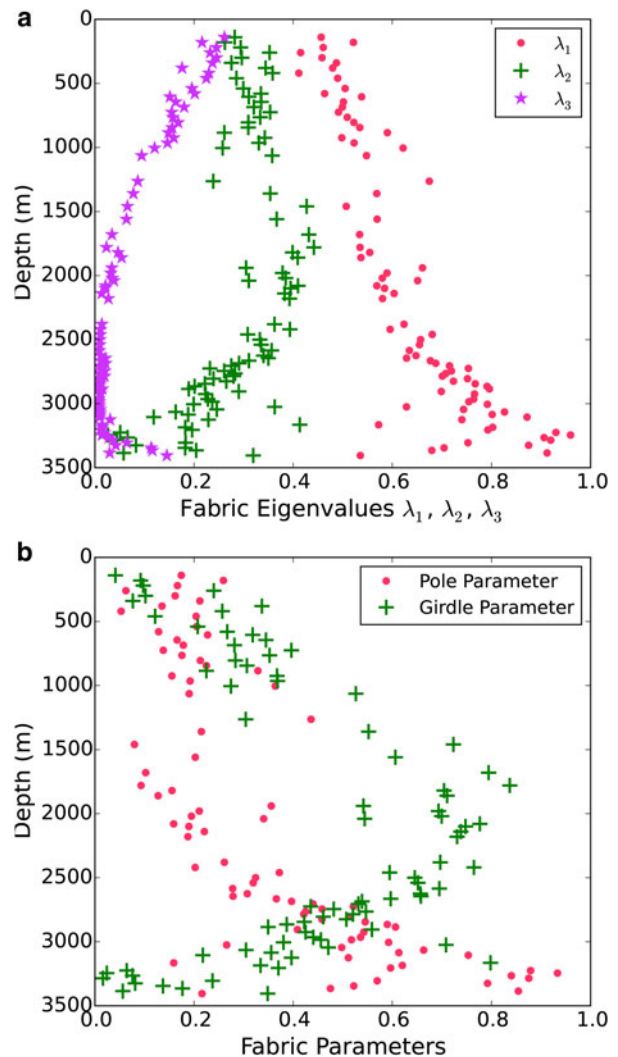 a
0
500
1000
1500
2000
2500
3000
3500
Depth (m)
λ1
λ2
λ3
0.0 0.2 0.4 0.6 0.8 1.0
Fabric Eigenvalues λ1, λ2, λ3
b
0
500
1000
1500
2000
2500
3000
3500
Depth (m)
Pole Parameter
Girdle Parameter
0.0 0.2 0.4 0.6 0.8 1.0
Fabric Parameters